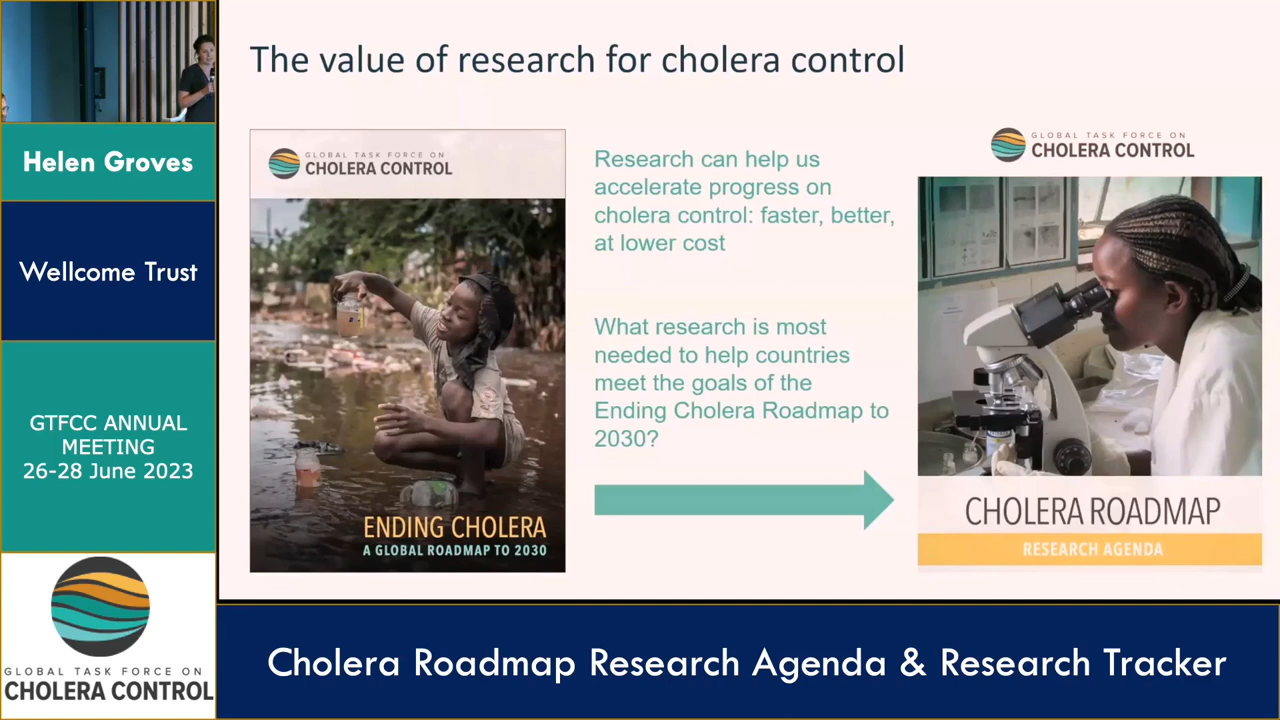 Helen Groves
Wellcome Trust
GTFCC ANNUAL
MEETING
26-28 June 2023
GLOBAL TASK FORCE ON
CHOLERA CONTROL
The value of research for cholera control
GLOBAL TASK FORCE ON
CHOLERA CONTROL
ENDING CHOLERA
A GLOBAL ROADMAP TO 2030
Research can help us
accelerate progress on
cholera control: faster, better,
at lower cost
What research is most
needed to help countries
meet the goals of the
Ending Cholera Roadmap to
2030?
GLOBAL TASK FORCE ON
CHOLERA CONTROL
CHOLERA ROADMAP
RESEARCH AGENDA
Cholera Roadmap Research Agenda & Research Tracker